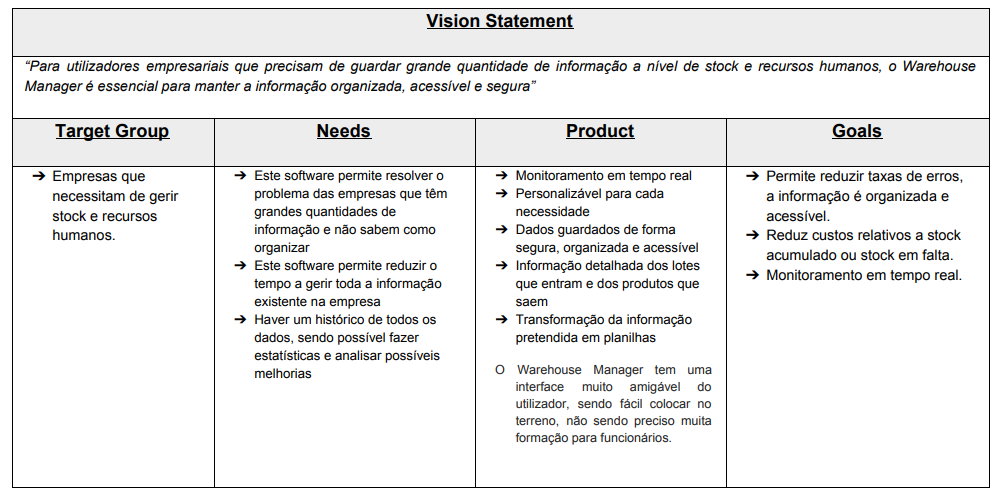 Vision Statement
“Para utilizadores empresariais que precisam de guardar grande quantidade de informação a nível de stock e recursos humanos, o Warehouse
Manager é essencial para manter a informação organizada, acessível e segura”
Target Group
Needs
Product
Goals
➔ Empresas que
necessitam de gerir
stock e recursos
humanos.
➔ Este software permite resolver o
problema das empresas que têm
grandes quantidades de
informação e não sabem como
organizar
➔ Este software permite reduzir o
tempo a gerir toda a informação
existente na empresa
➔ Haver um histórico de todos os
dados, sendo possível fazer
estatísticas e analisar possíveis
melhorias
➔ Monitoramento em tempo real
➔ Personalizável para cada
necessidade
➔ Dados guardados de forma
segura, organizada e acessível
➔ Informação detalhada dos lotes
que entram e dos produtos que
saem
➔ Transformação da informação
pretendida em planilhas
O Warehouse Manager tem uma
interface muito amigável do
utilizador, sendo fácil colocar no
terreno, não sendo preciso muita
formação para funcionários.
➔ Permite reduzir taxas de erros,
a informação é organizada e
acessível.
➔ Reduz custos relativos a stock
acumulado ou stock em falta.
➔ Monitoramento em tempo real.